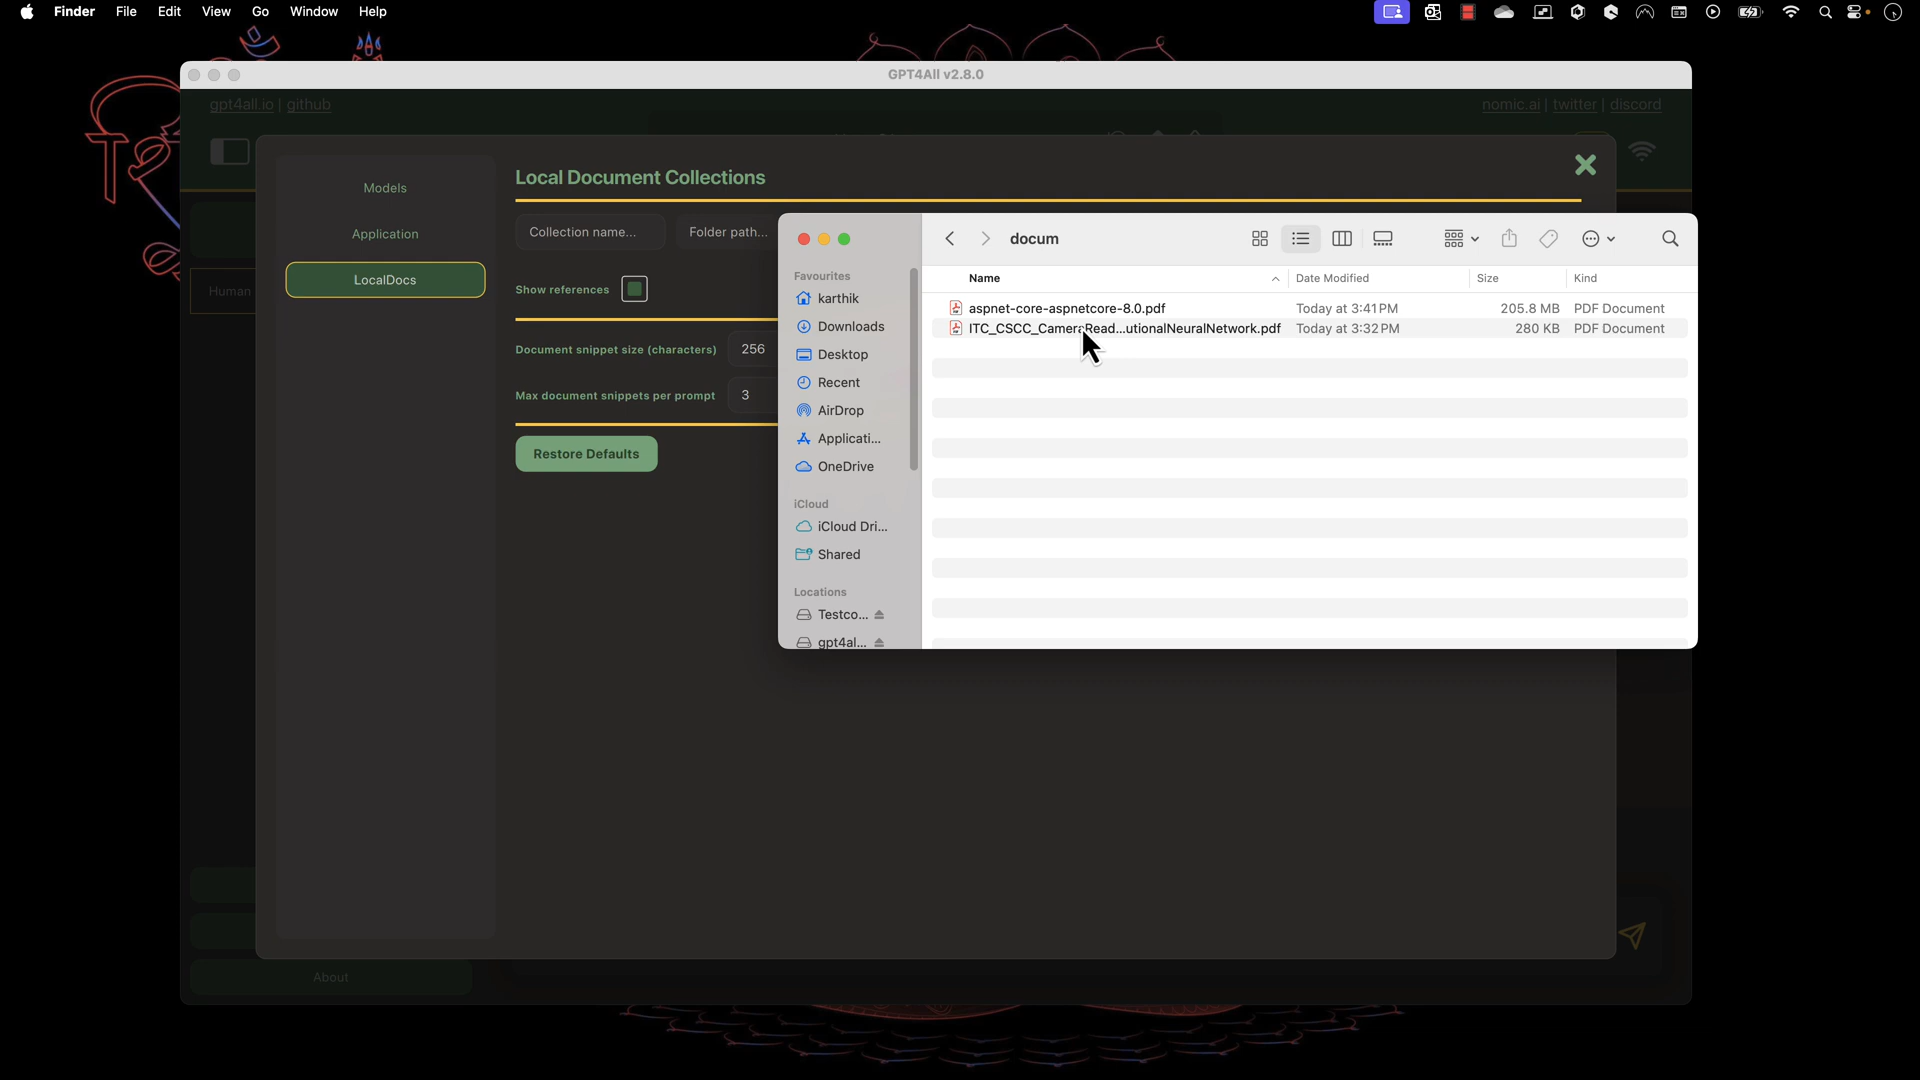 Finder File Edit View Go Window Help
GPT4All v2.8.0
gpt4all.io | github
nomic.ai | twitter | discord
Models
Application
LocalDocs
Human
About
Local Document Collections
Collection name...
Folder path...
Show references
Document snippet size (characters) 256
Max document snippets per prompt 3
Restore Defaults
docum
Favourites
karthik
Downloads
Desktop
Recent
AirDrop
Applicati...
OneDrive
iCloud
iCloud Dri...
Shared
Locations
Testco...
gpt4al...
Name Date Modified Size Kind
aspnet-core-aspnetcore-8.0.pdf Today at 3:41 PM 205.8 MB PDF Document
ITC_CSCC_CameraRead...utionalNeuralNetwork.pdf Today at 3:32 PM 280 KB PDF Document